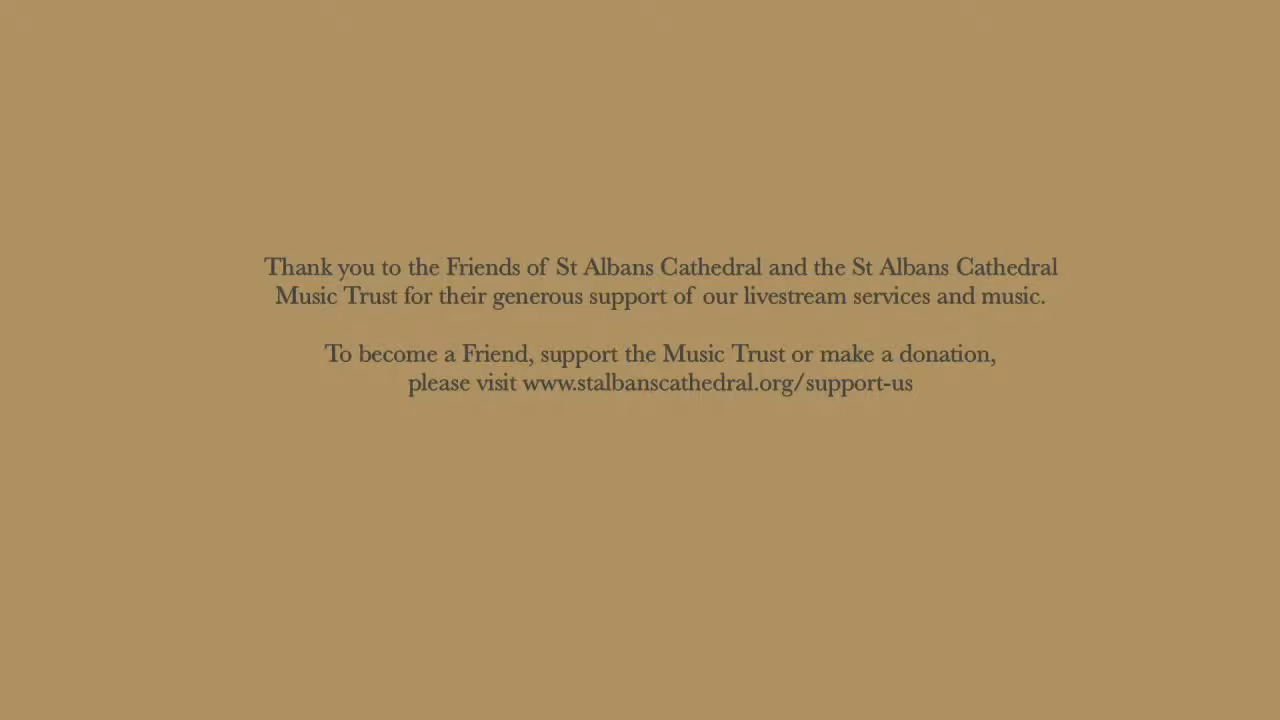 Thank you to the Friends of St Albans Cathedral and the St Albans Cathedral
Music Trust for their generous support of our livestream services and music.
To become a Friend, support the Music Trust or make a donation,
please visit www.stalbanscathedral.org/support-us